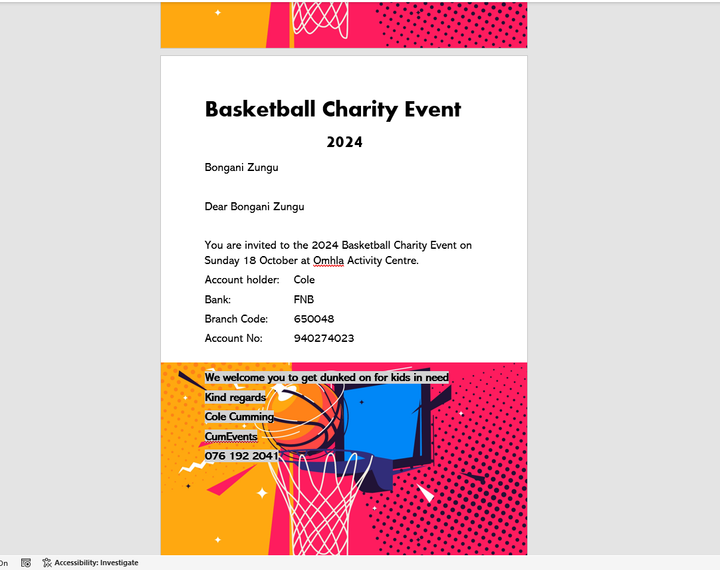 Basketball Charity Event
2024
Bongani Zungu
Dear Bongani Zungu
You are invited to the 2024 Basketball Charity Event on
Sunday 18 October at Omhla Activity Centre.
Account holder: Cole
Bank: FNB
Branch Code: 650048
Account No: 940274023
We welcome you to get dunked on for kids in need
Kind regards
Cole Cumming
CumEvents
076 192 2041
On
Accessibility: Investigate